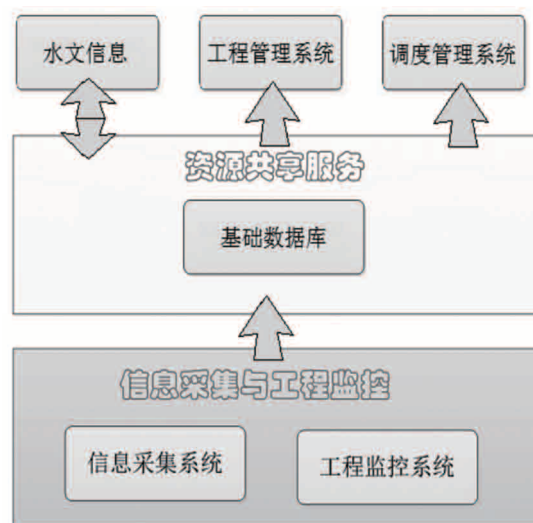 水文信息
工程管理系统
调度管理系统
资源共享服务
基础数据库
信息采集与工程监控
信息采集系统
工程监控系统